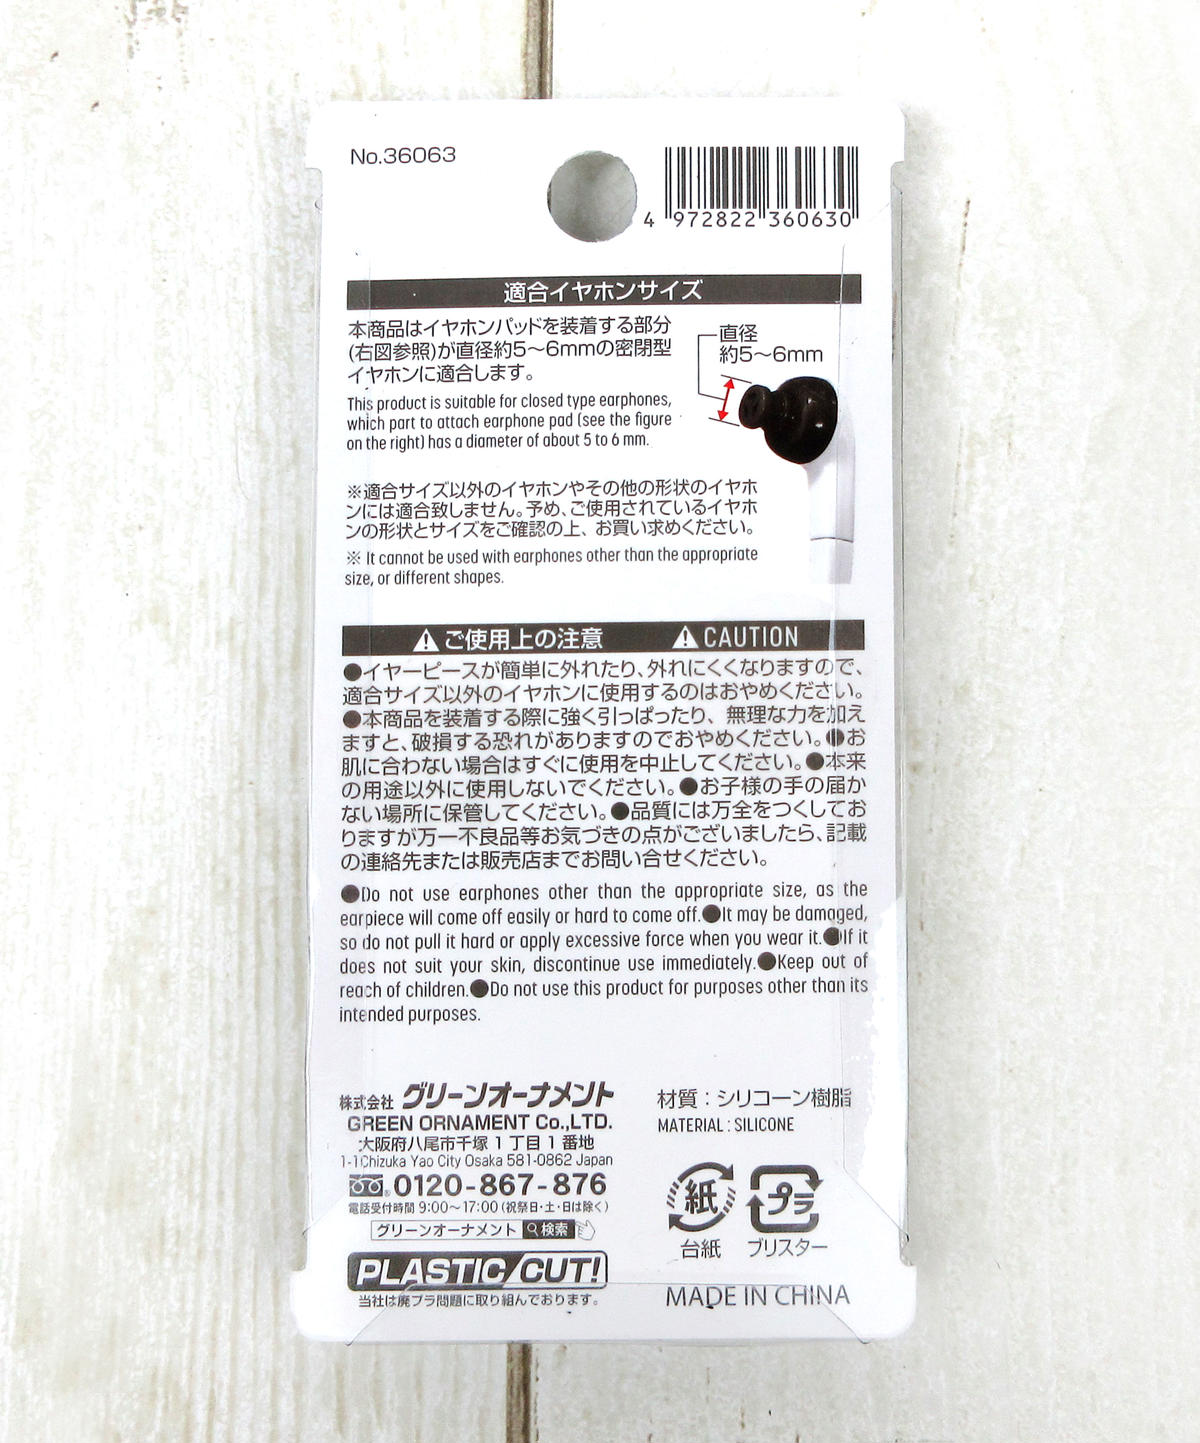 No.36063
4 972822 360630
適合イヤホンサイズ
本商品はイヤホンパッドを装着する部分
(右図参照)が直径約5〜6mmの密閉型
イヤホンに適合します。
直径
約5〜6mm
This product is suitable for closed type earphones,
which part to attach earphone pad (see the figure
on the right) has a diameter of about 5 to 6 mm.
※適合サイズ以外のイヤホンやその他の形状のイヤホ
ンには適合致しません。予め、ご使用されているイヤホ
ンの形状とサイズをご確認の上、お買い求めください。
※ It cannot be used with earphones other than the appropriate
size, or different shapes.
⚠ご使用上の注意 ⚠CAUTION
●イヤーピースが簡単に外れたり、外れにくくなりますので、
適合サイズ以外のイヤホンに使用するのはおやめください。
●本商品を装着する際に強く引っぱったり、無理な力を加え
ますと、破損する恐れがありますのでおやめください。●お
肌に合わない場合はすぐに使用を中止してください。●本来
の用途以外に使用しないでください。●お子様の手の届か
ない場所に保管してください。●品質には万全をつくしてお
りますが万一不良品等お気づきの点がございましたら、記載
の連絡先または販売店までお問い合せください。
●Do not use earphones other than the appropriate size, as the
earpiece will come off easily or hard to come off.●It may be damaged,
so do not pull it hard or apply excessive force when you wear it.●If it
does not suit your skin, discontinue use immediately.●Keep out of
reach of children.●Do not use this product for purposes other than its
intended purposes.
株式会社 グリーンオーナメント
GREEN ORNAMENT Co.,LTD.
大阪府八尾市千塚1丁目1番地
1-1Chizuka Yao City Osaka 581-0862 Japan
0120-867-876
電話受付時間 9:00〜17:00(祝祭日・土・日は除く)
グリーンオーナメント 検索
PLASTIC/CUT!
当社は廃プラ問題に取り組んでおります。
材質：シリコーン樹脂
MATERIAL : SILICONE
紙
台紙
プラ
ブリスター
MADE IN CHINA